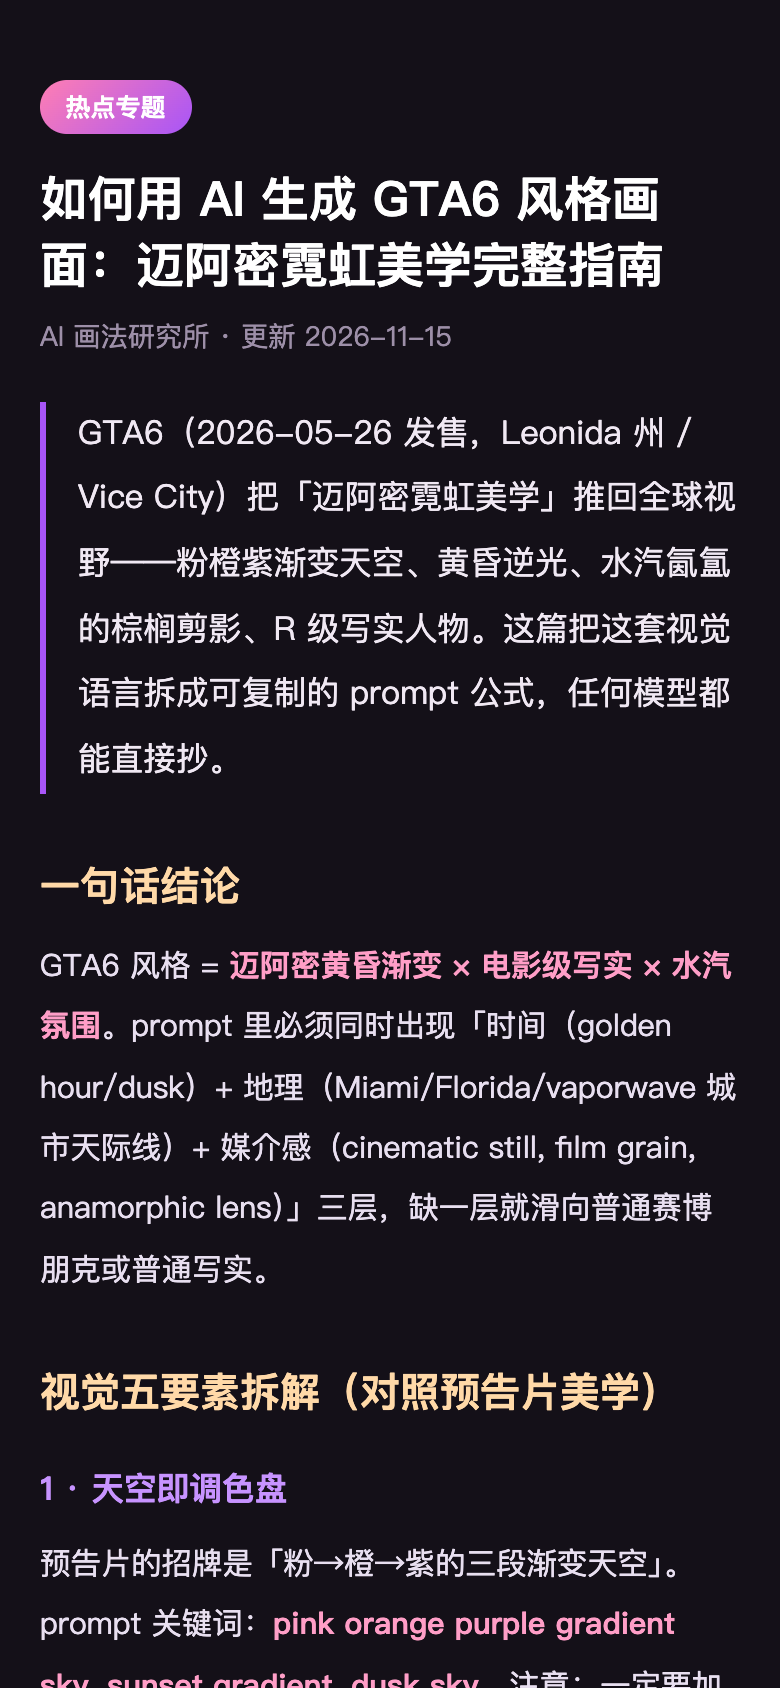 热点专题
如何用 AI 生成 GTA6 风格画
面：迈阿密霓虹美学完整指南
AI 画法研究所 · 更新 2026-11-15
GTA6（2026-05-26 发售，Leonida 州 /
Vice City）把「迈阿密霓虹美学」推回全球视
野——粉橙紫渐变天空、黄昏逆光、水汽氤氲
的棕榈剪影、R 级写实人物。这篇把这套视觉
语言拆成可复制的 prompt 公式，任何模型都
能直接抄。
一句话结论
GTA6 风格 = 迈阿密黄昏渐变 × 电影级写实 × 水汽
氛围。prompt 里必须同时出现「时间（golden
hour/dusk）+ 地理（Miami/Florida/vaporwave 城
市天际线）+ 媒介感（cinematic still, film grain,
anamorphic lens)」三层，缺一层就滑向普通赛博
朋克或普通写实。
视觉五要素拆解（对照预告片美学）
1 · 天空即调色盘
预告片的招牌是「粉→橙→紫的三段渐变天空」。
prompt 关键词：pink orange purple gradient
sky, sunset gradient, dusk sky。注意：一定要加